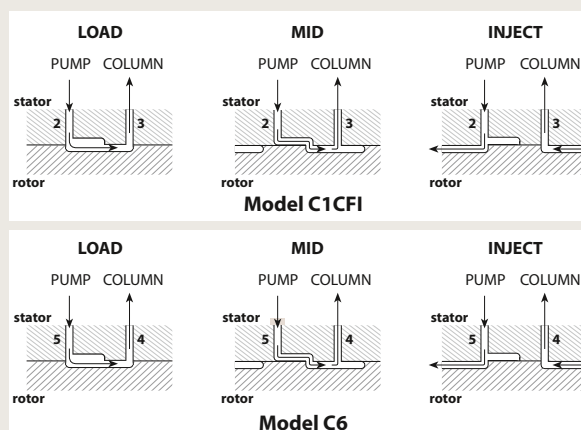 LOAD MID INJECT
PUMP COLUMN PUMP COLUMN PUMP COLUMN
stator stator stator
2 3 2 3 2 3
rotor rotor rotor
Model C1CFI
LOAD MID INJECT
PUMP COLUMN PUMP COLUMN PUMP COLUMN
stator stator stator
5 4 5 4 5 4
rotor rotor rotor
Model C6